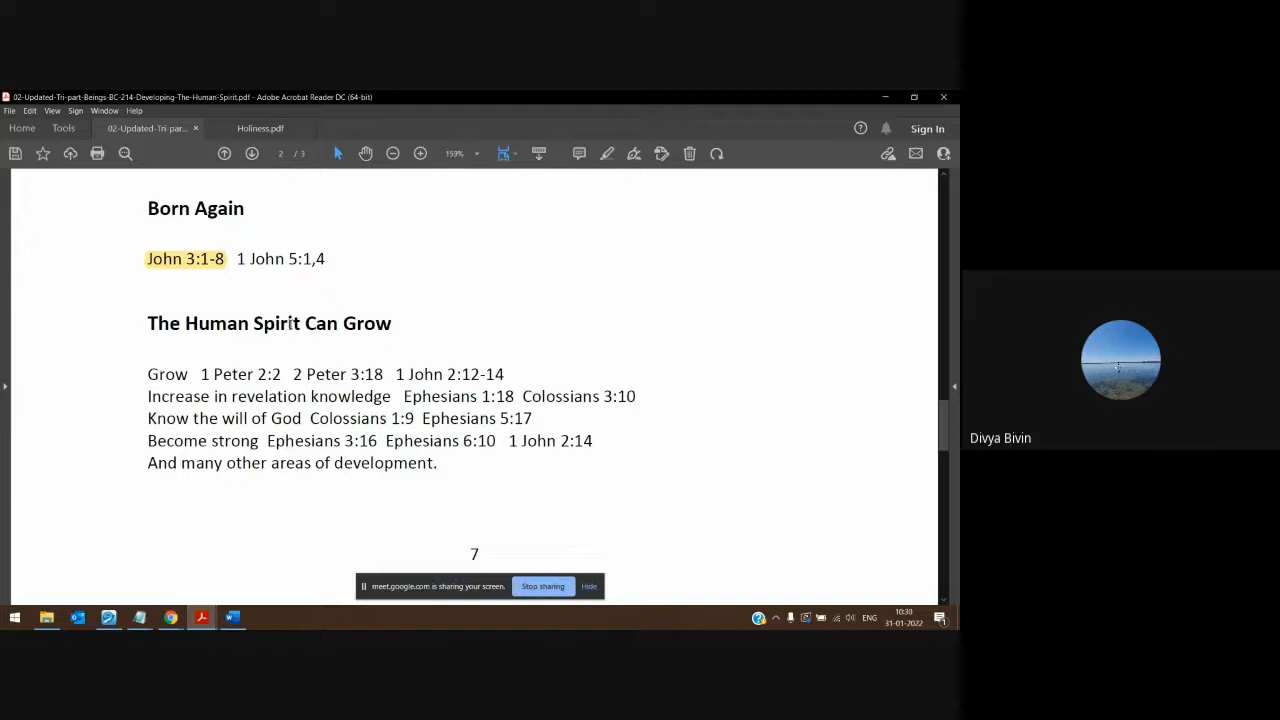 02-Updated-Tri-part-Beings-BC-214-Developing-The-Human-Spirit.pdf - Adobe Acrobat Reader DC (64-bit)
File Edit View Sign Window Help
Home Tools 02-Updated-Tri-par... × Holiness.pdf Sign In
2 / 3 159%
Born Again
John 3:1-8 1 John 5:1,4
The Human Spirit Can Grow
Grow 1 Peter 2:2 2 Peter 3:18 1 John 2:12-14
Increase in revelation knowledge Ephesians 1:18 Colossians 3:10
Know the will of God Colossians 1:9 Ephesians 5:17
Become strong Ephesians 3:16 Ephesians 6:10 1 John 2:14
And many other areas of development.
7
meet.google.com is sharing your screen. Stop sharing Hide
ENG 10:30
31-01-2022
Divya Bivin